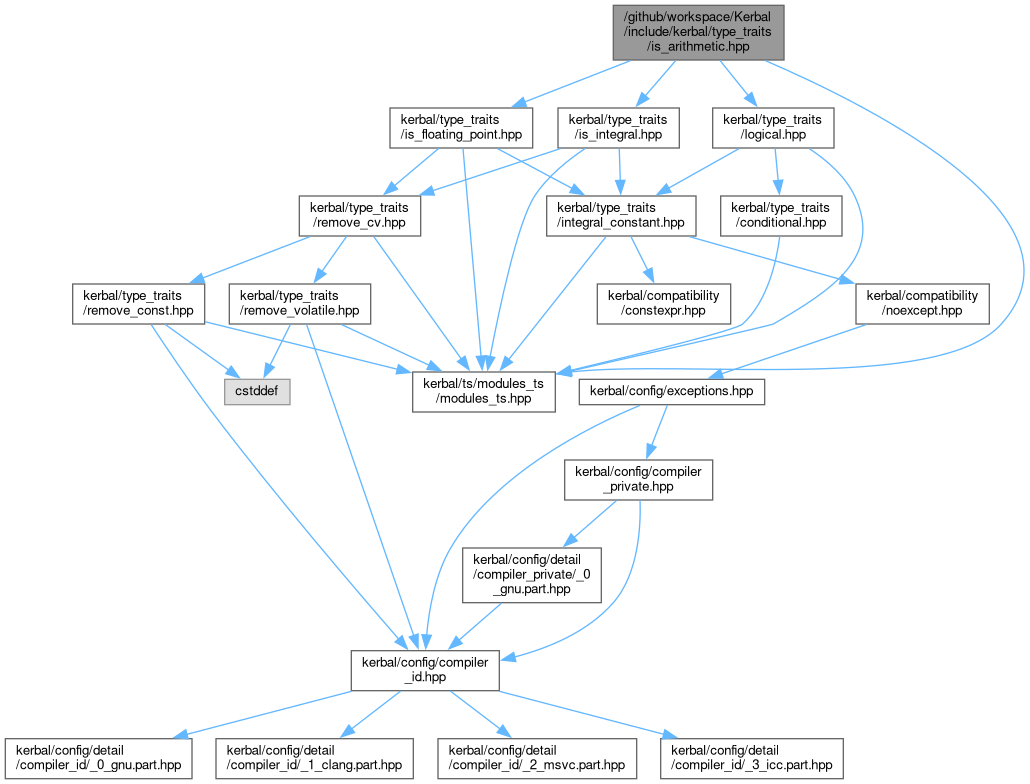 /github/workspace/Kerbal
/include/kerbal/type_traits
/is_arithmetic.hpp
kerbal/type_traits
/is_floating_point.hpp
kerbal/type_traits
/is_integral.hpp
kerbal/type_traits
/logical.hpp
kerbal/type_traits
/remove_cv.hpp
kerbal/type_traits
/integral_constant.hpp
kerbal/type_traits
/conditional.hpp
kerbal/type_traits
/remove_const.hpp
kerbal/type_traits
/remove_volatile.hpp
kerbal/compatibility
/constexpr.hpp
kerbal/compatibility
/noexcept.hpp
cstddef
kerbal/ts/modules_ts
/modules_ts.hpp
kerbal/config/exceptions.hpp
kerbal/config/compiler
_private.hpp
kerbal/config/detail
/compiler_private/_0
_gnu.part.hpp
kerbal/config/compiler
_id.hpp
kerbal/config/detail
/compiler_id/_0_gnu.part.hpp
kerbal/config/detail
/compiler_id/_1_clang.part.hpp
kerbal/config/detail
/compiler_id/_2_msvc.part.hpp
kerbal/config/detail
/compiler_id/_3_icc.part.hpp